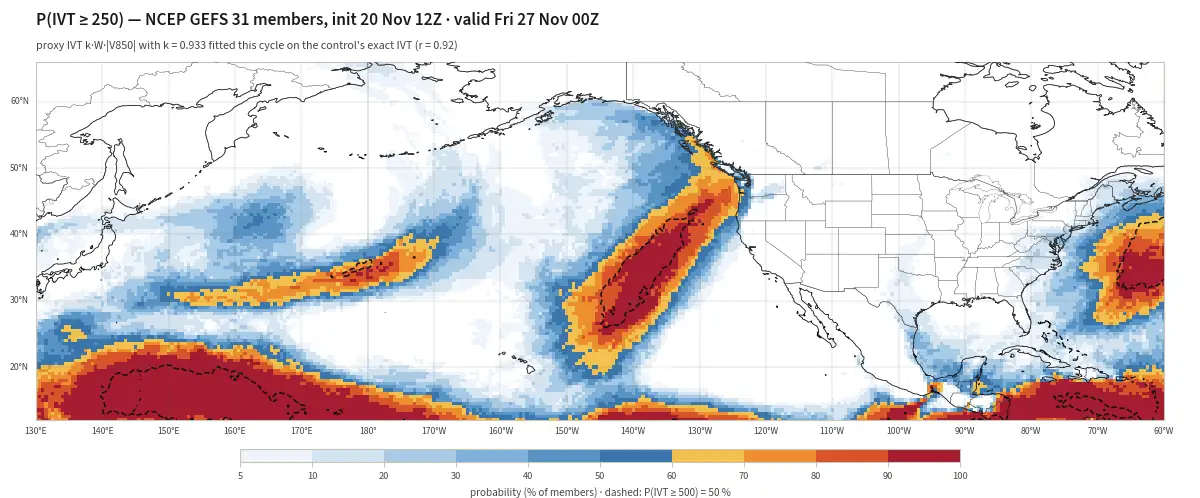 P(IVT ≥ 250) — NCEP GEFS 31 members, init 20 Nov 12Z · valid Fri 27 Nov 00Z
proxy IVT k·W·|V850| with k = 0.933 fitted this cycle on the control's exact IVT (r = 0.92)
60°N
50°N
40°N
30°N
20°N
130°E 140°E 150°E 160°E 170°E 180° 170°W 160°W 150°W 140°W 130°W 120°W 110°W 100°W 90°W 80°W 70°W 60°W
5 10 20 30 40 50 60 70 80 90 100
probability (% of members) · dashed: P(IVT ≥ 500) = 50 %